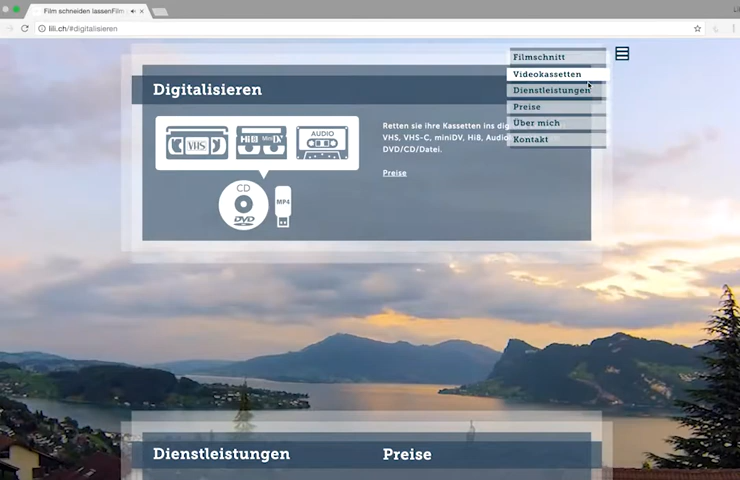 Film schneiden lassenFilm
lili.ch/#digitalisieren
Filmschnitt
Videokassetten
Dienstleistungen
Preise
Über mich
Kontakt
Digitalisieren
VHS
Hi8 MiniDV
AUDIO
CD
DVD
MP4
Retten sie ihre Kassetten ins dig
VHS, VHS-C, miniDV, Hi8, Audio
DVD/CD/Datei.
Preise
Dienstleistungen
Preise